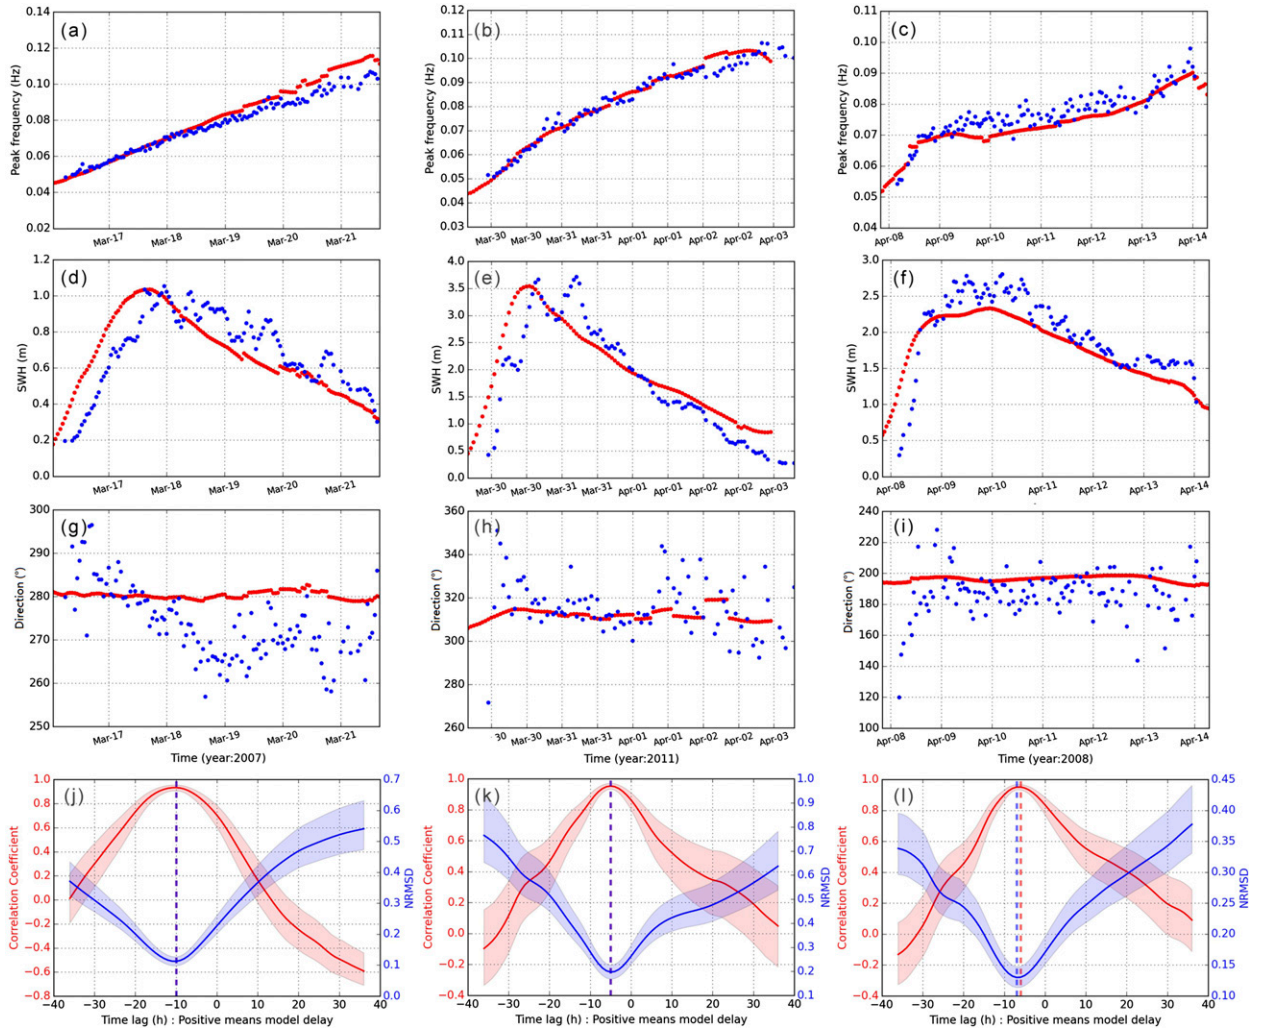 (a)
Peak frequency (Hz)
0.14
0.12
0.10
0.08
0.06
0.04
0.02
Mar-17 Mar-18 Mar-19 Mar-20 Mar-21
(b)
Peak frequency (Hz)
0.12
0.11
0.10
0.09
0.08
0.07
0.06
0.05
0.04
0.03
Mar-30 Mar-30 Mar-31 Mar-31 Apr-01 Apr-01 Apr-02 Apr-02 Apr-03
(c)
Peak frequency (Hz)
0.11
0.10
0.09
0.08
0.07
0.06
0.05
0.04
Apr-08 Apr-09 Apr-10 Apr-11 Apr-12 Apr-13 Apr-14
(d)
SWH (m)
1.2
1.0
0.8
0.6
0.4
0.2
0.0
Mar-17 Mar-18 Mar-19 Mar-20 Mar-21
(e)
SWH (m)
4.0
3.5
3.0
2.5
2.0
1.5
1.0
0.5
0.0
Mar-30 Mar-30 Mar-31 Mar-31 Apr-01 Apr-01 Apr-02 Apr-02 Apr-03
(f)
SWH (m)
3.0
2.5
2.0
1.5
1.0
0.5
0.0
Apr-08 Apr-09 Apr-10 Apr-11 Apr-12 Apr-13 Apr-14
(g)
Direction (°)
300
290
280
270
260
250
Mar-17 Mar-18 Mar-19 Mar-20 Mar-21
Time (year:2007)
(h)
Direction (°)
360
340
320
300
280
260
30 Mar-30 Mar-31 Mar-31 Apr-01 Apr-01 Apr-02 Apr-02 Apr-03
Time (year:2011)
(i)
Direction (°)
240
220
200
180
160
140
120
100
Apr-08 Apr-09 Apr-10 Apr-11 Apr-12 Apr-13 Apr-14
Time (year:2008)
(j)
Correlation Coefficient
1.0
0.8
0.6
0.4
0.2
0.0
−0.2
−0.4
−0.6
−0.8
0.7
0.6
0.5
0.4
0.3
0.2
0.1
0.0
NRMSD
−40 −30 −20 −10 0 10 20 30 40
Time lag (h) : Positive means model delay
(k)
Correlation Coefficient
1.0
0.8
0.6
0.4
0.2
0.0
−0.2
−0.4
1.0
0.9
0.8
0.7
0.6
0.5
0.4
0.3
0.2
0.1
NRMSD
−40 −30 −20 −10 0 10 20 30 40
Time lag (h) : Positive means model delay
(l)
Correlation Coefficient
1.0
0.8
0.6
0.4
0.2
0.0
−0.2
−0.4
0.45
0.40
0.35
0.30
0.25
0.20
0.15
0.10
NRMSD
−40 −30 −20 −10 0 10 20 30 40
Time lag (h) : Positive means model delay